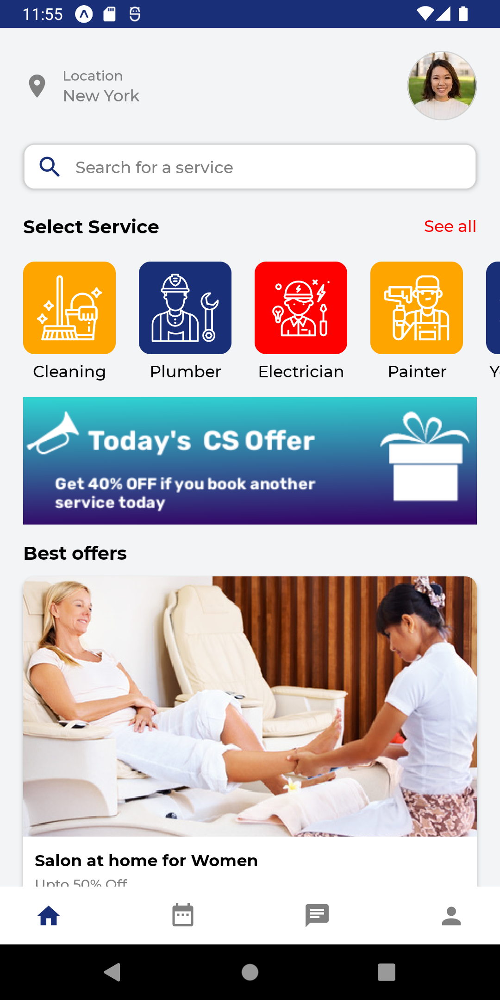 11:55
Location
New York
Search for a service
Select Service
See all
Cleaning
Plumber
Electrician
Painter
Today's CS Offer
Get 40% OFF if you book another
service today
Best offers
Salon at home for Women
Upto 50% Off